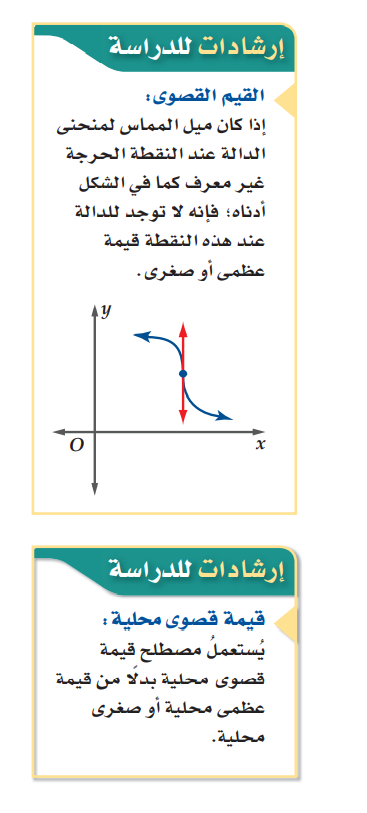 إرشادات للدراسة
القيم القصوى:
إذا كان ميل المماس لمنحنى
الدالة عند النقطة الحرجة
غير معرف كما في الشكل
أدناه؛ فإنه لا توجد للدالة
عند هذه النقطة قيمة
عظمى أو صغرى.
y
O
x
إرشادات للدراسة
قيمة قصوى محلية:
يُستعملُ مصطلح قيمة
قصوى محلية بدلًا من قيمة
عظمى محلية أو صغرى
محلية.